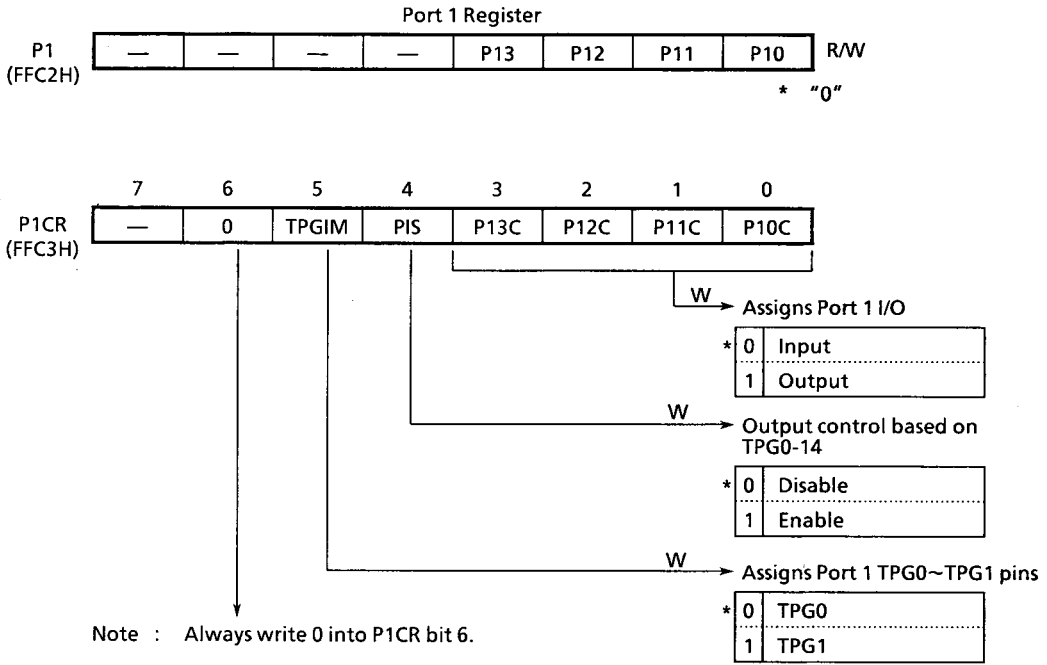 Port 1 Register
P1 — — — — P13 P12 P11 P10 R/W
(FFC2H)
* "0"
7 6 5 4 3 2 1 0
P1CR — 0 TPGIM PIS P13C P12C P11C P10C
(FFC3H)
W Assigns Port 1 I/O
* 0 Input
1 Output
W Output control based on
TPG0-14
* 0 Disable
1 Enable
W Assigns Port 1 TPG0~TPG1 pins
* 0 TPG0
1 TPG1
Note : Always write 0 into P1CR bit 6.